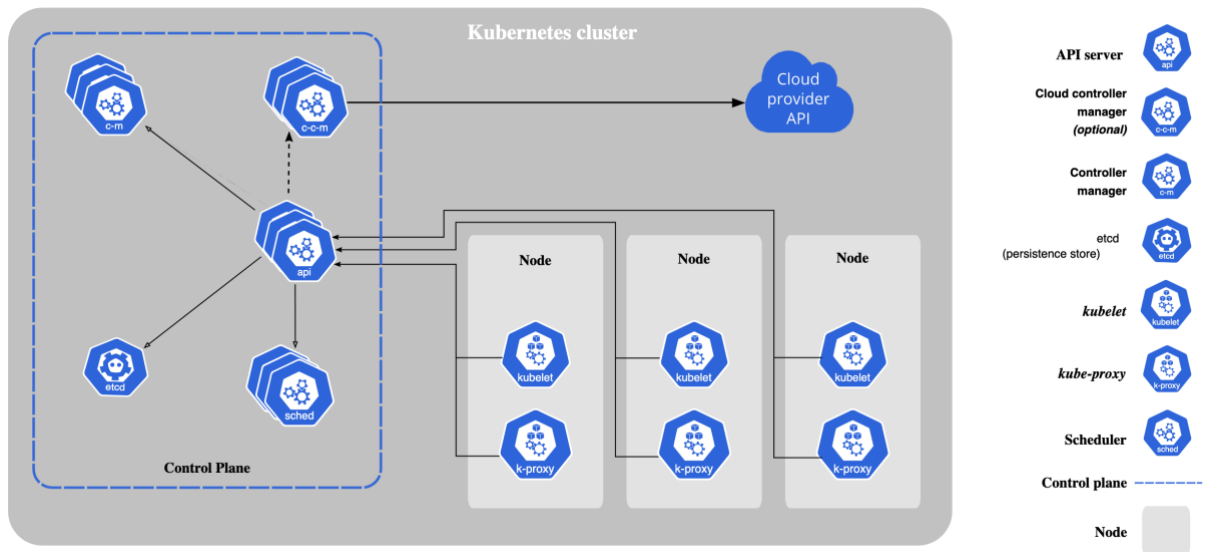 Kubernetes cluster
c-m
c-c-m
Cloud
provider
API
api
etcd
sched
Control Plane
Node
kubelet
k-proxy
Node
kubelet
k-proxy
Node
kubelet
k-proxy
API server
api
Cloud controller
manager
(optional)
c-c-m
Controller
manager
c-m
etcd
(persistence store)
etcd
kubelet
kubelet
kube-proxy
k-proxy
Scheduler
sched
Control plane
Node